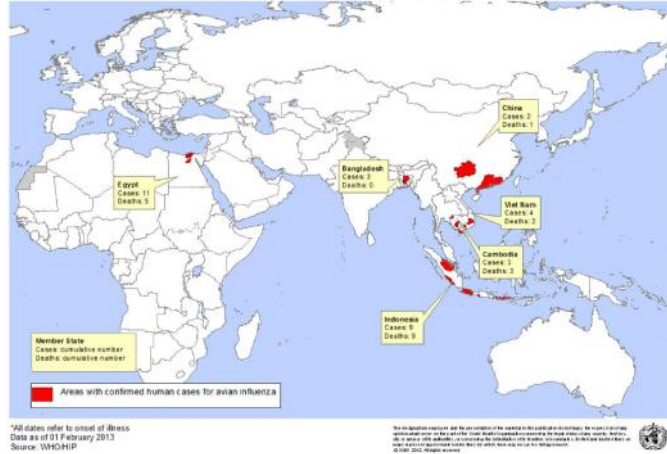 China
Cases: 2
Deaths: 1
Bangladesh
Cases: 3
Deaths: 0
Egypt
Cases: 11
Deaths: 5
Viet Nam
Cases: 4
Deaths: 2
Cambodia
Cases: 3
Deaths: 3
Indonesia
Cases: 9
Deaths: 9
Member State
Cases: cumulative number
Deaths: cumulative number
Areas with confirmed human cases for avian influenza
*All dates refer to onset of illness
Data as of 01 February 2013
Source: WHO/HIP